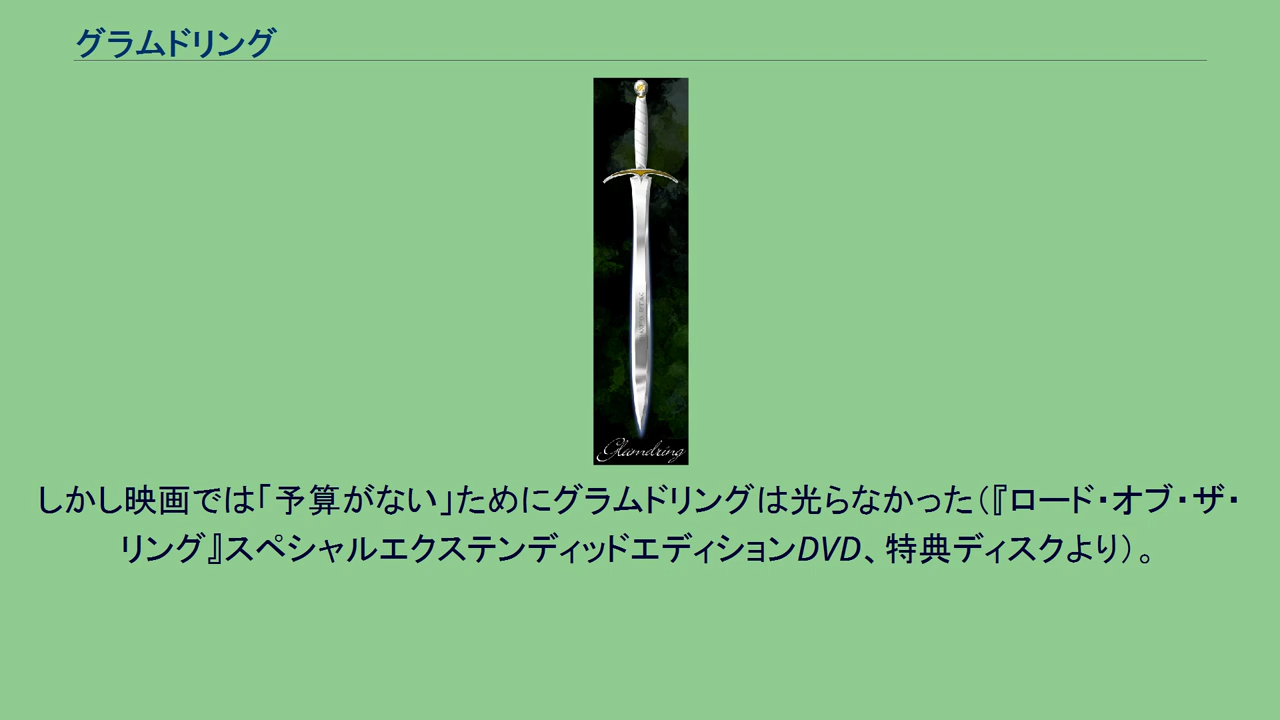 グラムドリング
Glamdring
しかし映画では「予算がない」ためにグラムドリングは光らなかった（『ロード・オブ・ザ・
リング』スペシャルエクステンディッドエディションDVD、特典ディスクより）。